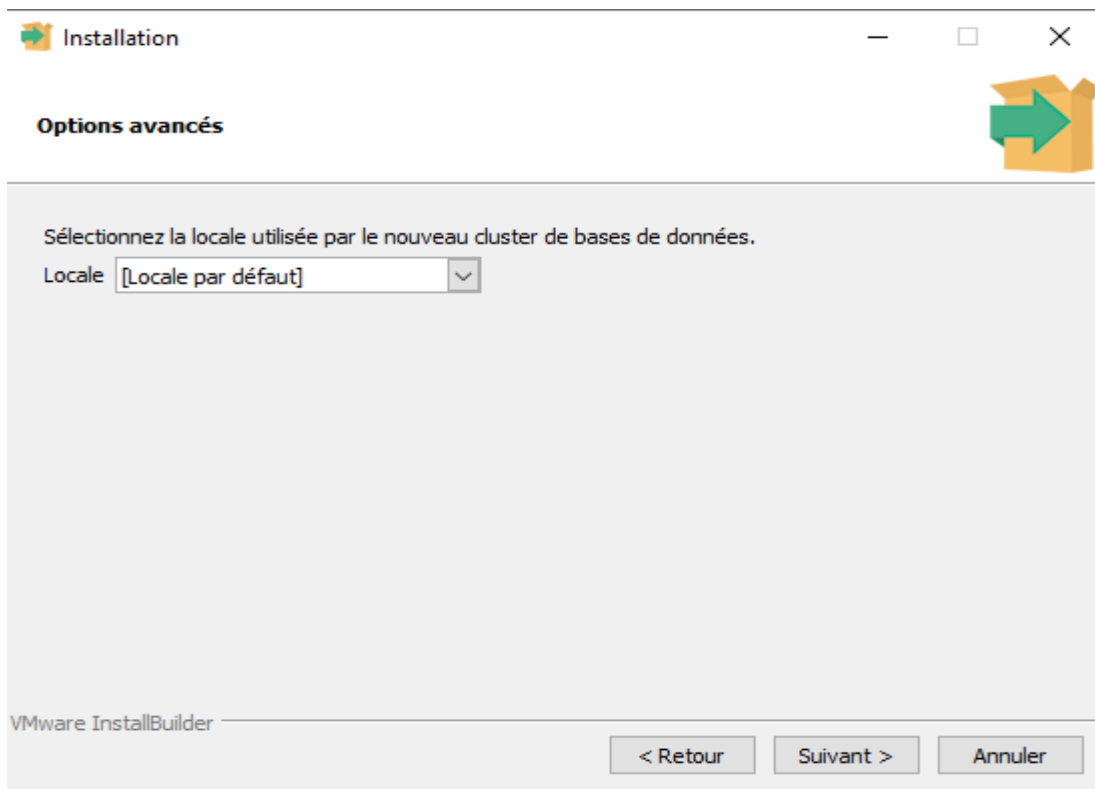 Installation
Options avancés
Sélectionnez la locale utilisée par le nouveau cluster de bases de données.
Locale [Locale par défaut]
VMware InstallBuilder
< Retour Suivant > Annuler